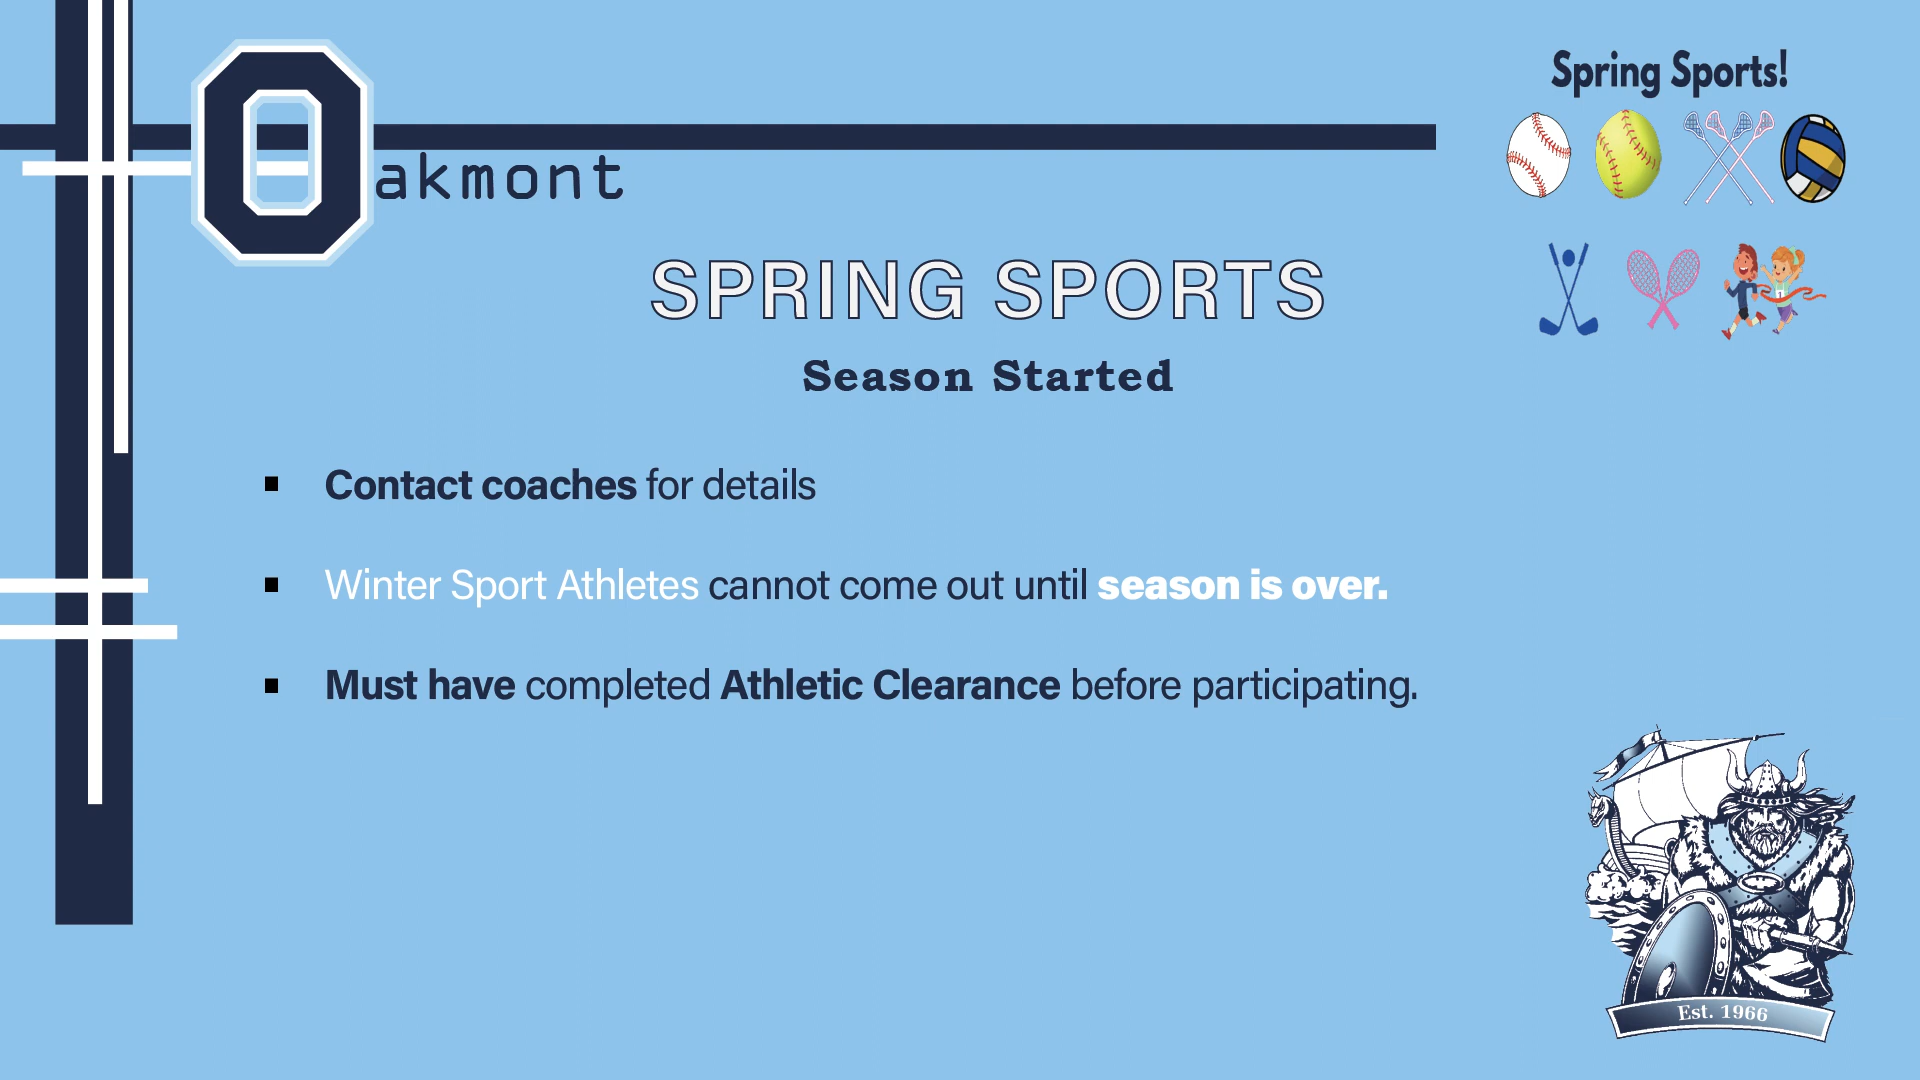 Oakmont
Spring Sports!
SPRING SPORTS
Season Started
Contact coaches for details
Winter Sport Athletes cannot come out until season is over.
Must have completed Athletic Clearance before participating.
Est. 1966